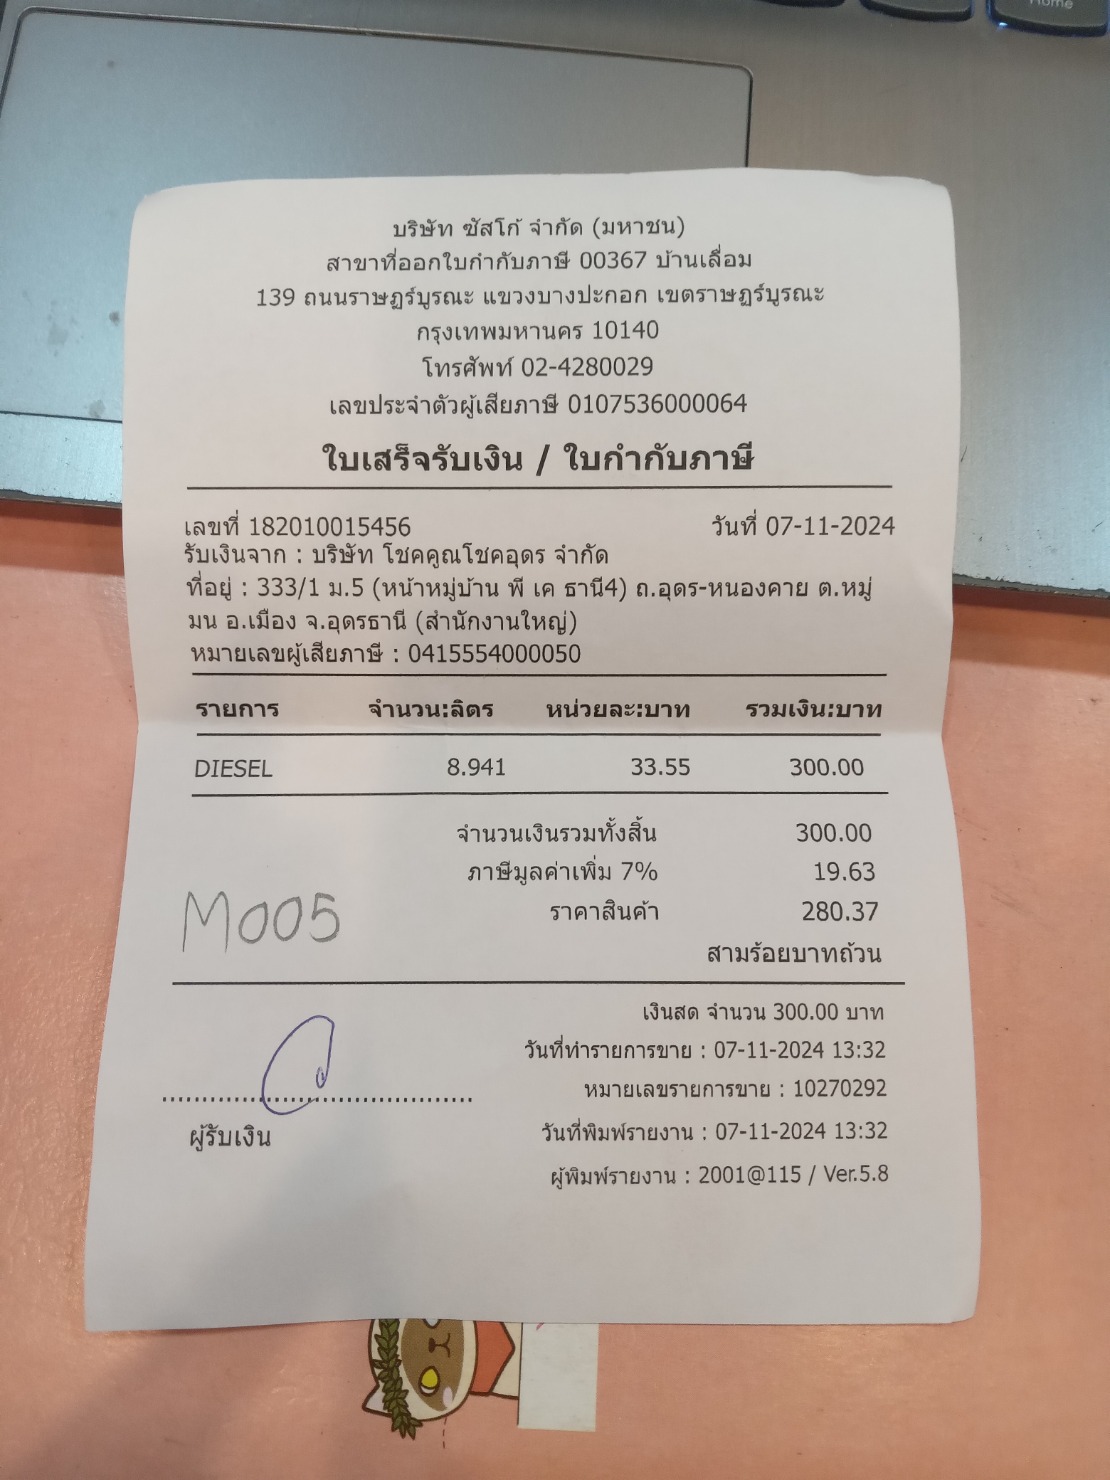 Home
บริษัท ซัสโก้ จำกัด (มหาชน)
สาขาที่ออกใบกำกับภาษี 00367 บ้านเลื่อม
139 ถนนราษฏร์บูรณะ แขวงบางปะกอก เขตราษฏร์บูรณะ
กรุงเทพมหานคร 10140
โทรศัพท์ 02-4280029
เลขประจำตัวผู้เสียภาษี 0107536000064
ใบเสร็จรับเงิน / ใบกำกับภาษี
เลขที่ 182010015456 วันที่ 07-11-2024
รับเงินจาก : บริษัท โชคคูณโชคอุดร จำกัด
ที่อยู่ : 333/1 ม.5 (หน้าหมู่บ้าน พี เค ธานี4) ถ.อุดร-หนองคาย ต.หมู่
มน อ.เมือง จ.อุดรธานี (สำนักงานใหญ่)
หมายเลขผู้เสียภาษี : 0415554000050
รายการ จำนวน:ลิตร หน่วยละ:บาท รวมเงิน:บาท
DIESEL 8.941 33.55 300.00
จำนวนเงินรวมทั้งสิ้น 300.00
ภาษีมูลค่าเพิ่ม 7% 19.63
M005 ราคาสินค้า 280.37
สามร้อยบาทถ้วน
เงินสด จำนวน 300.00 บาท
วันที่ทำรายการขาย : 07-11-2024 13:32
หมายเลขรายการขาย : 10270292
ผู้รับเงิน วันที่พิมพ์รายงาน : 07-11-2024 13:32
ผู้พิมพ์รายงาน : 2001@115 / Ver.5.8